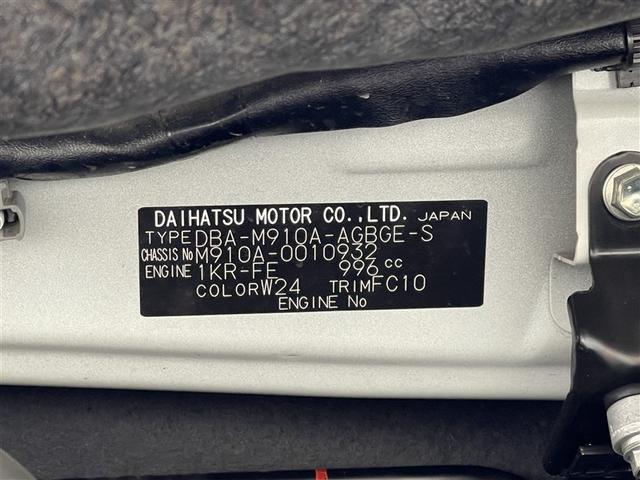 DAIHATSU MOTOR CO.,LTD. JAPAN
TYPE DBA-M910A-AGBGE-S
CHASSIS No M910A-0010932
ENGINE 1KR-FE 996 cc
COLOR W24 TRIM FC10
ENGINE No